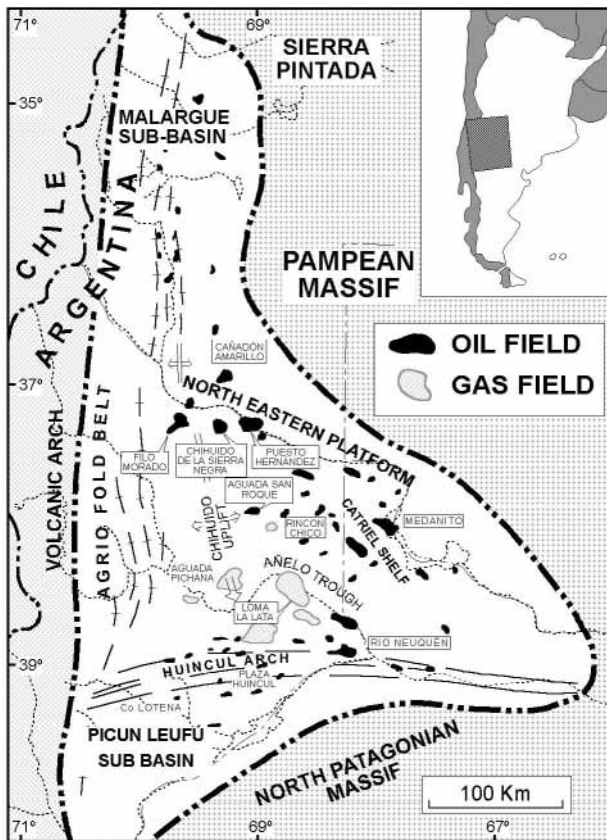 71°
69°
SIERRA
PINTADA
35°
MALARGUE
SUB-BASIN
CHILE
ARGENTINA
PAMPEAN
MASSIF
OIL FIELD
GAS FIELD
CAÑADON
AMARILLO
37°
NORTH EASTERN PLATFORM
FILO
MORADO
CHIHUIDO
DE LA SIERRA
NEGRA
PUESTO
HERNANDEZ
VOLCANIC ARCH
AGRIO FOLD BELT
AGUADA SAN
ROQUE
CHIHUIDO
UPLIFT
RINCON
CHICO
CATRIEL SHELF
MEDANITO
AGUADA
PICHANA
AÑELO TROUGH
LOMA
LA LATA
RIO NEUQUÉN
39°
HUINCUL ARCH
PLAZA
HUINCUL
Co LOTENA
PICUN LEUFU
SUB BASIN
NORTH PATAGONIAN
MASSIF
100 Km
71°
69°
67°